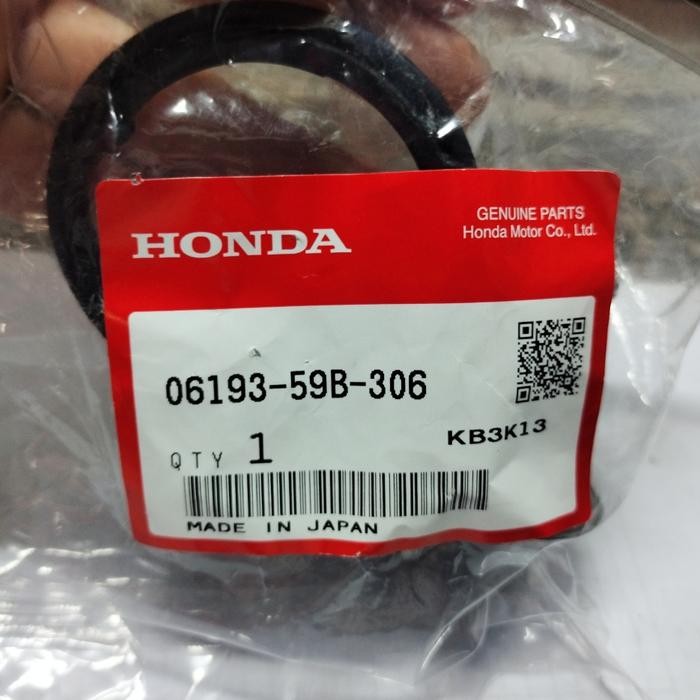 HONDA
GENUINE PARTS
Honda Motor Co., Ltd.
06193-59B-306
KB3K13
QTY 1
MADE IN JAPAN